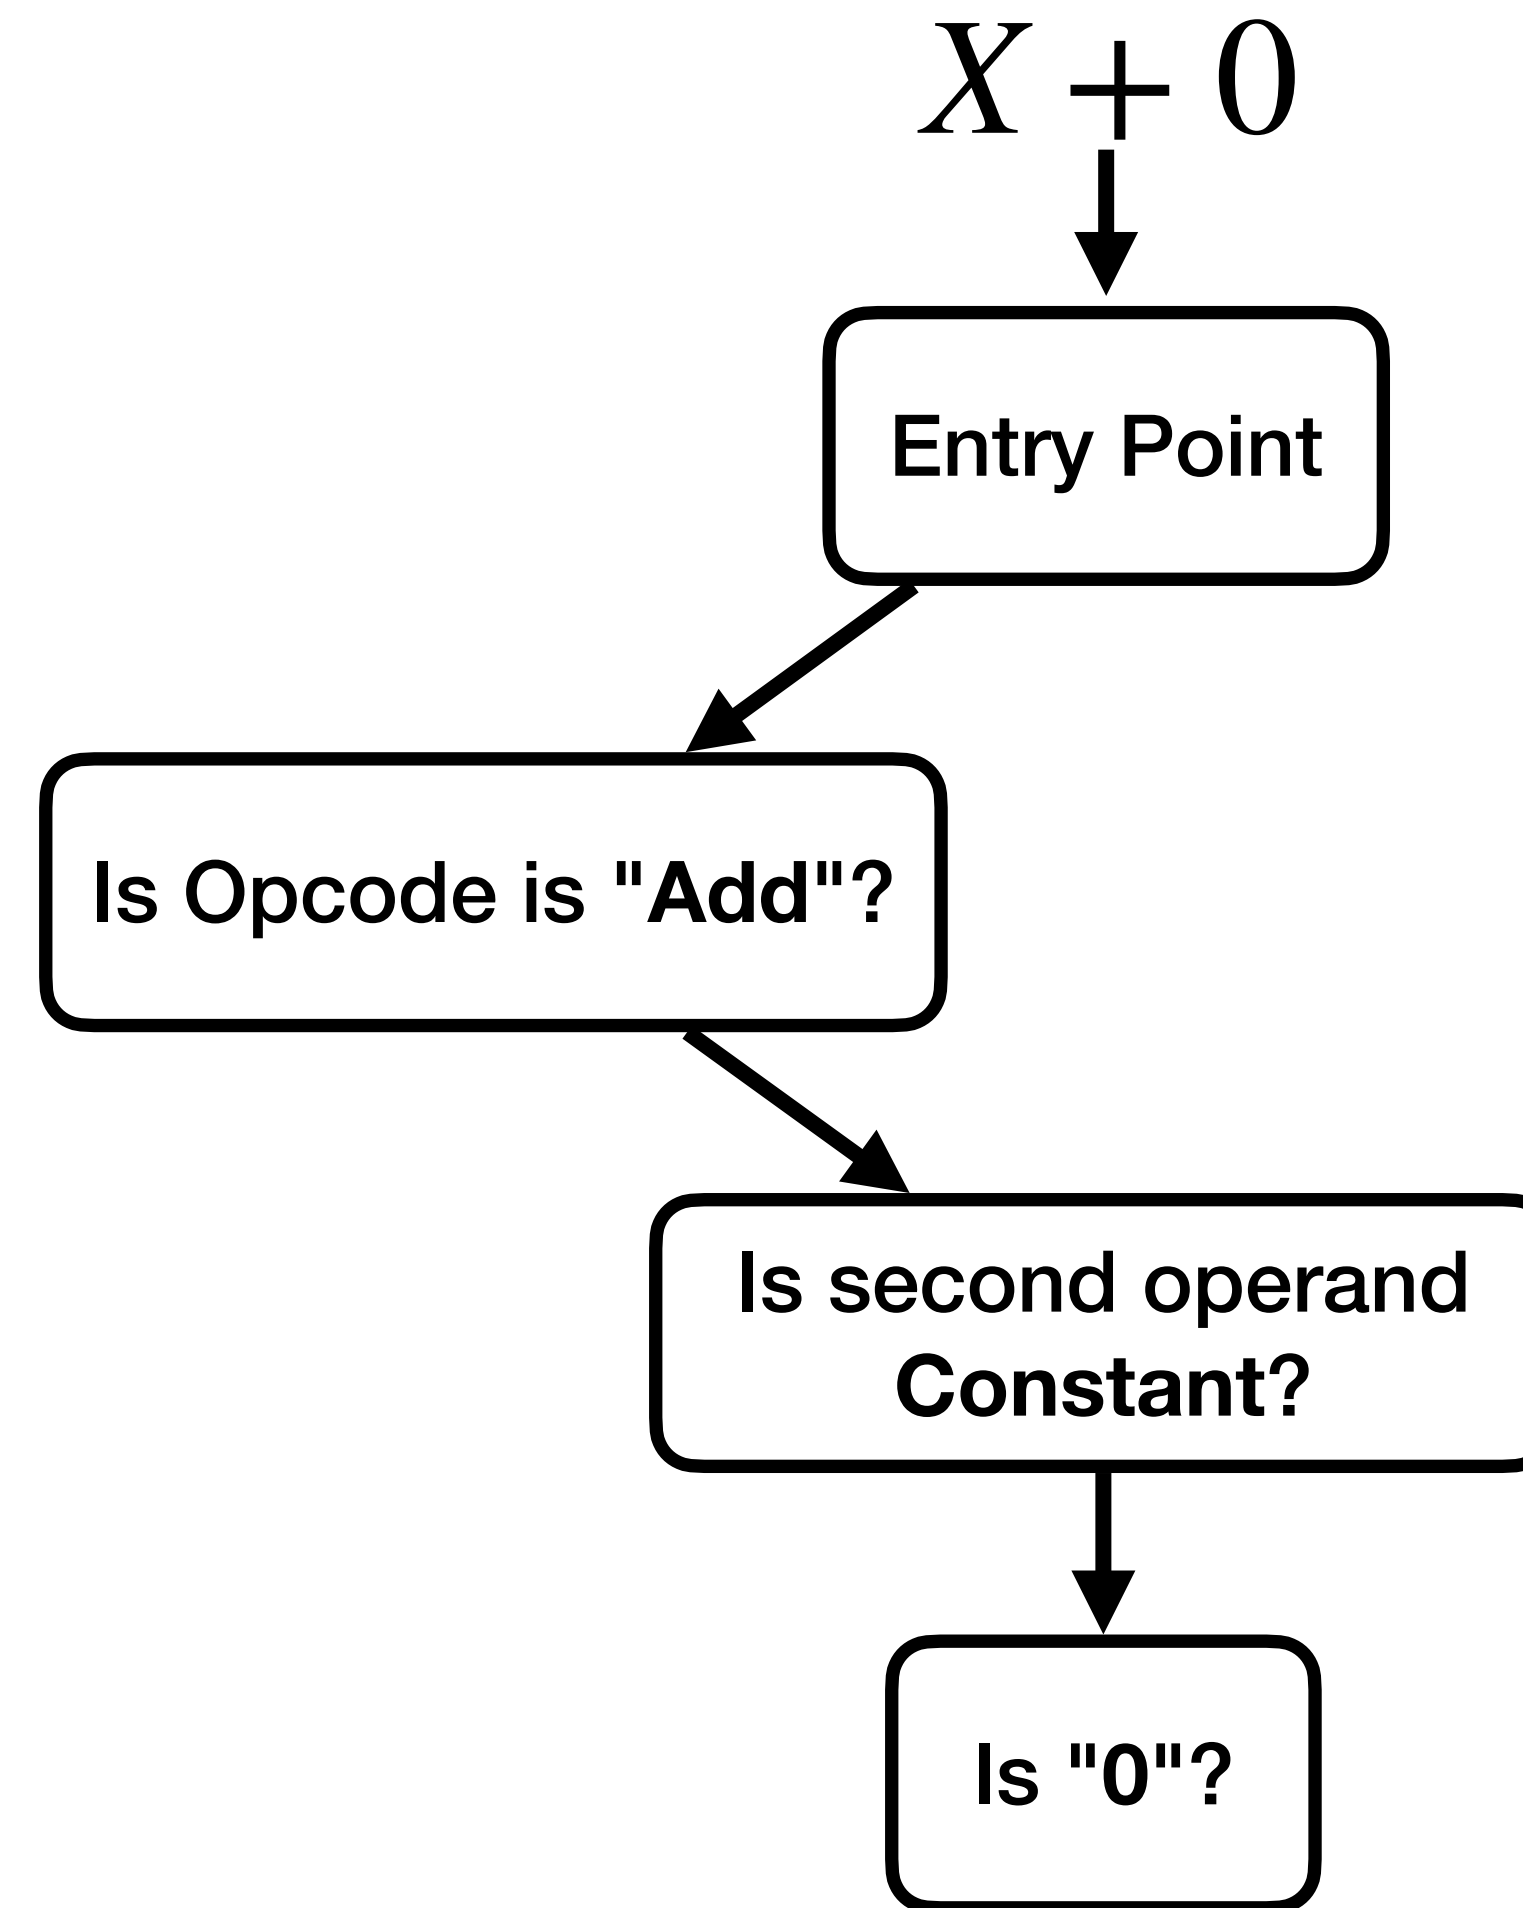 X + 0
Entry Point
Is Opcode is "Add"?
Is second operand
Constant?
Is "0"?